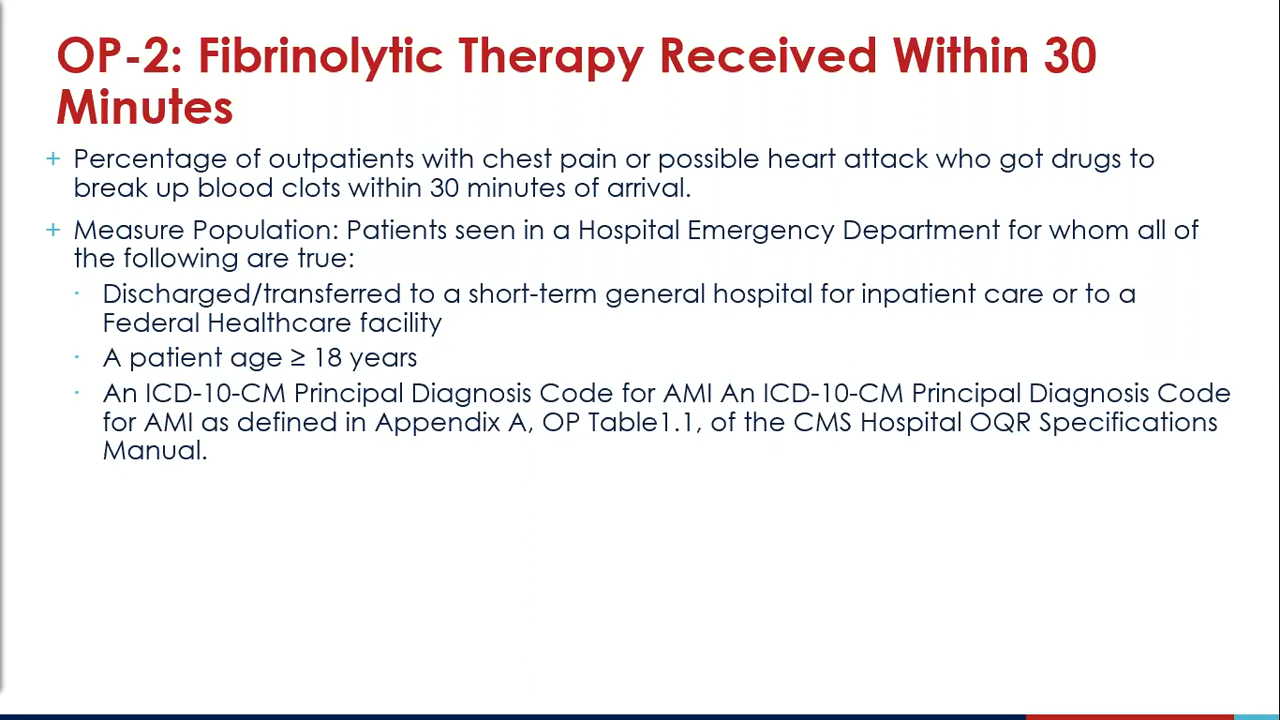 OP-2: Fibrinolytic Therapy Received Within 30
Minutes
+ Percentage of outpatients with chest pain or possible heart attack who got drugs to
break up blood clots within 30 minutes of arrival.
+ Measure Population: Patients seen in a Hospital Emergency Department for whom all of
the following are true:
· Discharged/transferred to a short-term general hospital for inpatient care or to a
Federal Healthcare facility
· A patient age ≥ 18 years
· An ICD-10-CM Principal Diagnosis Code for AMI An ICD-10-CM Principal Diagnosis Code
for AMI as defined in Appendix A, OP Table1.1, of the CMS Hospital OQR Specifications
Manual.